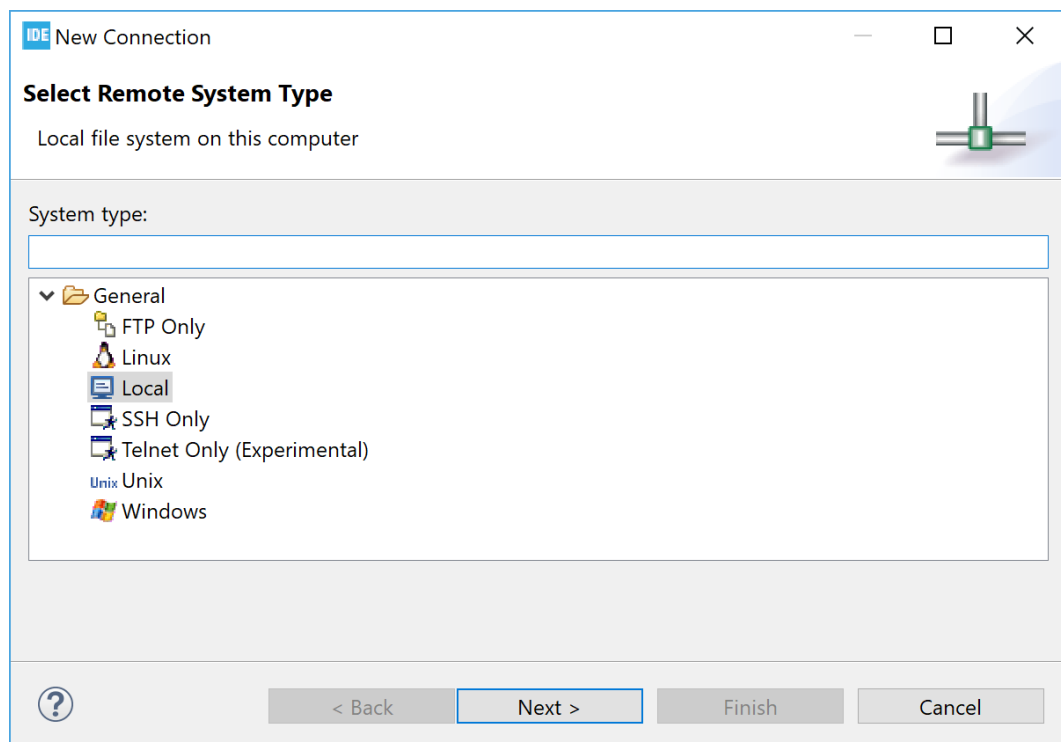 IDE New Connection
Select Remote System Type
Local file system on this computer
System type:
General
FTP Only
Linux
Local
SSH Only
Telnet Only (Experimental)
Unix Unix
Windows
? < Back Next > Finish Cancel